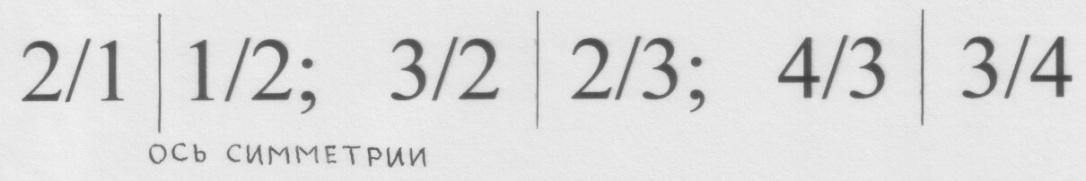 2/1 | 1/2; 3/2 | 2/3; 4/3 | 3/4
ОСЬ СИММЕТРИИ